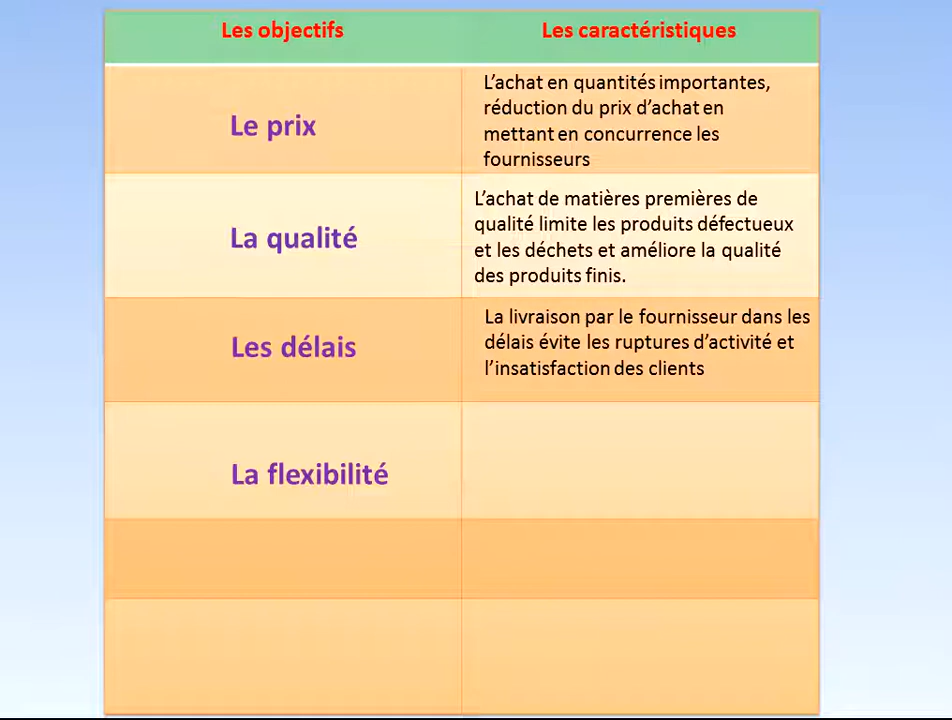 Les objectifs
Les caractéristiques
Le prix
L’achat en quantités importantes,
réduction du prix d’achat en
mettant en concurrence les
fournisseurs
La qualité
L’achat de matières premières de
qualité limite les produits défectueux
et les déchets et améliore la qualité
des produits finis.
Les délais
La livraison par le fournisseur dans les
délais évite les ruptures d’activité et
l’insatisfaction des clients
La flexibilité